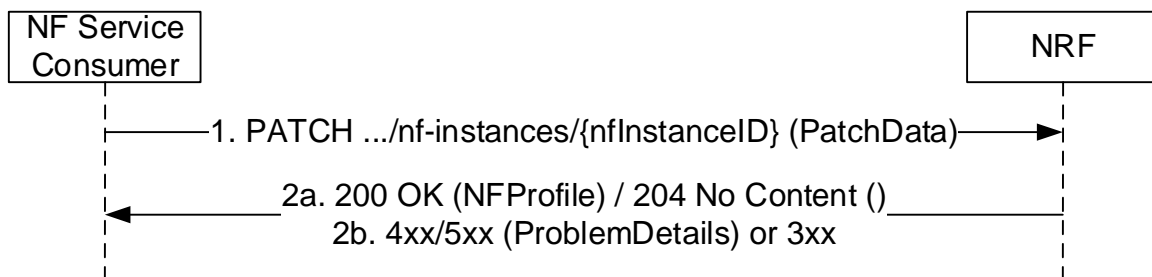 NF Service
Consumer
NRF
1. PATCH .../nf-instances/{nfInstanceID} (PatchData)
2a. 200 OK (NFProfile) / 204 No Content ()
2b. 4xx/5xx (ProblemDetails) or 3xx